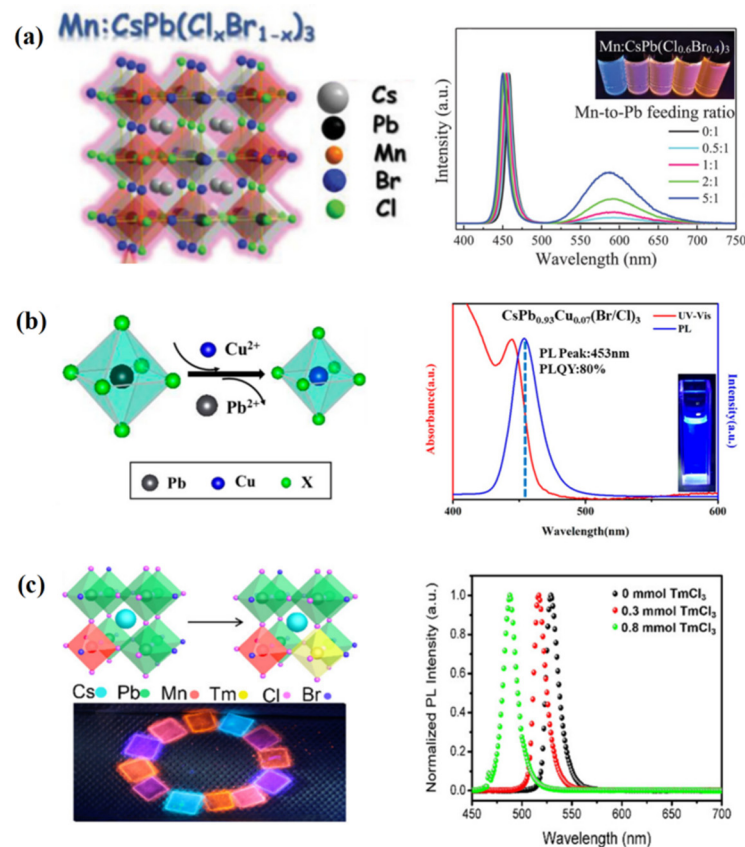 (a)
Mn:CsPb(ClxBr1-x)3
Cs
Pb
Mn
Br
Cl
Intensity (a.u.)
Mn:CsPb(Cl0.6Br0.4)3
Mn-to-Pb feeding ratio
0:1
0.5:1
1:1
2:1
5:1
400 450 500 550 600 650 700 750
Wavelength (nm)
(b)
Cu2+
Pb2+
Pb Cu X
CsPb0.93Cu0.07(Br/Cl)3
UV-Vis
PL
PL Peak:453nm
PLQY:80%
Absorbance(a.u.)
Intensity(a.u.)
400 500 600
Wavelength(nm)
(c)
Cs Pb Mn Tm Cl Br
Normalized PL Intensity (a.u.)
1.0
0.8
0.6
0.4
0.2
0.0
0 mmol TmCl3
0.3 mmol TmCl3
0.8 mmol TmCl3
450 500 550 600 650 700
Wavelength (nm)